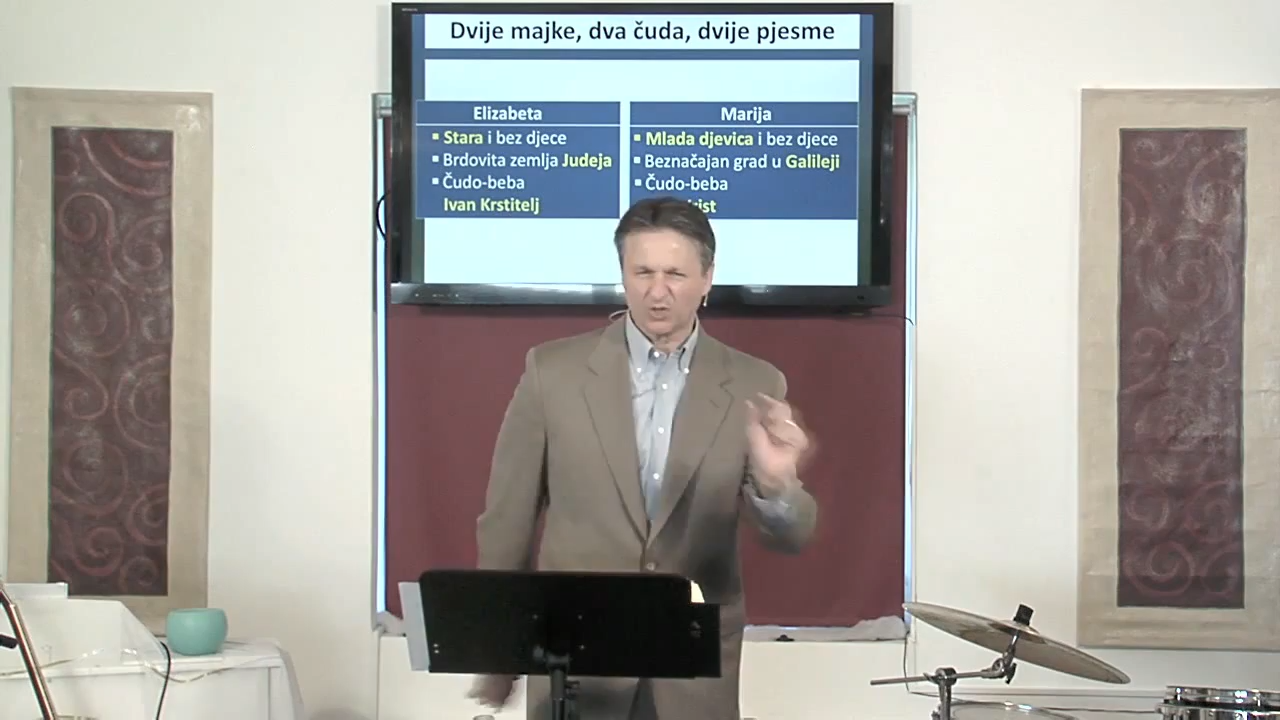 Dvije majke, dva čuda, dvije pjesme
Elizabeta
▪ Stara i bez djece
▪ Brdovita zemlja Judeja
▪ Čudo-beba
Ivan Krstitelj
Marija
▪ Mlada djevica i bez djece
▪ Beznačajan grad u Galileji
▪ Čudo-beba